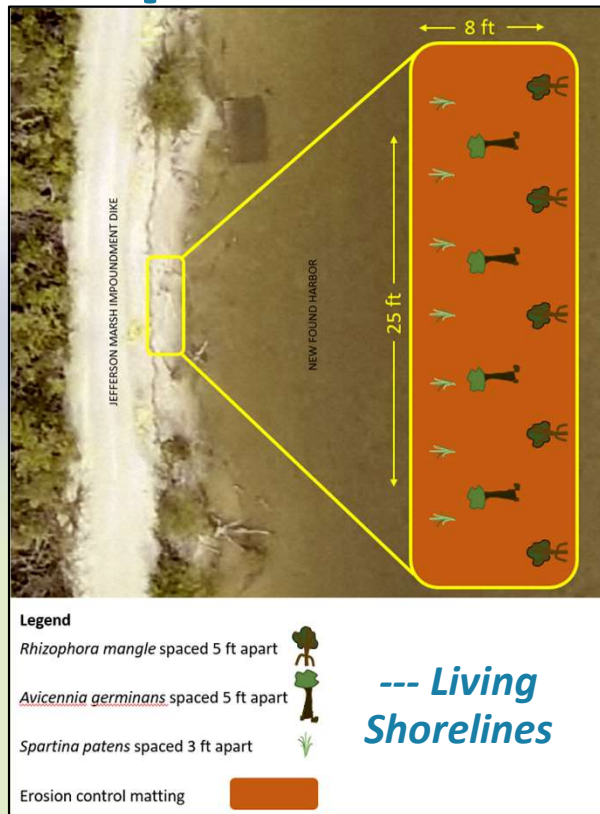 8 ft
25 ft
JEFFERSON MARSH IMPOUNDMENT DIKE
NEW FOUND HARBOR
Legend
Rhizophora mangle spaced 5 ft apart
Avicennia germinans spaced 5 ft apart
Spartina patens spaced 3 ft apart
Erosion control matting
--- Living
Shorelines